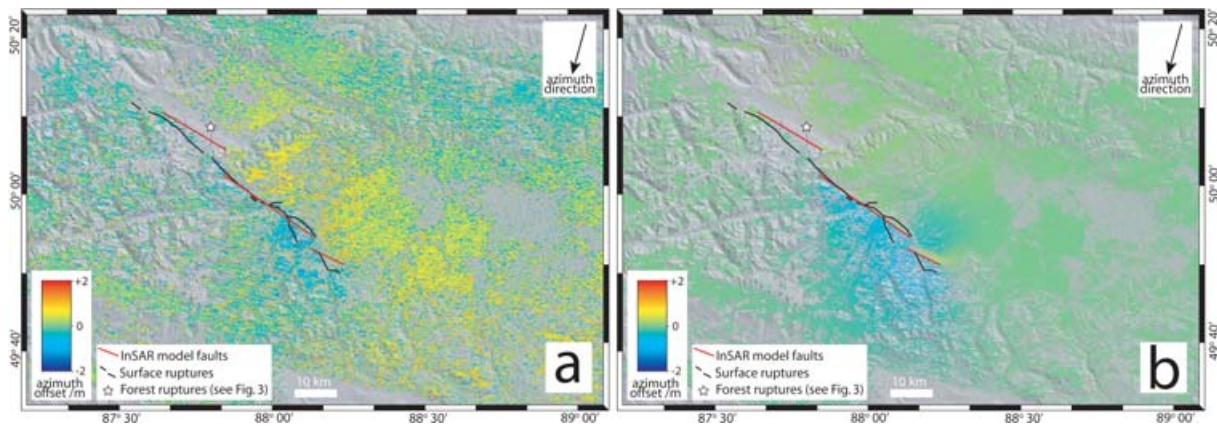 50° 20'
50° 00'
49° 40'
87° 30'
88° 00'
88° 30'
89° 00'
azimuth
direction
+2
0
-2
azimuth
offset /m
InSAR model faults
Surface ruptures
Forest ruptures (see Fig. 3)
10 km
a
azimuth
direction
+2
0
-2
azimuth
offset /m
InSAR model faults
Surface ruptures
Forest ruptures (see Fig. 3)
10 km
b
87° 30'
88° 00'
88° 30'
89° 00'
50° 20'
50° 00'
49° 40'